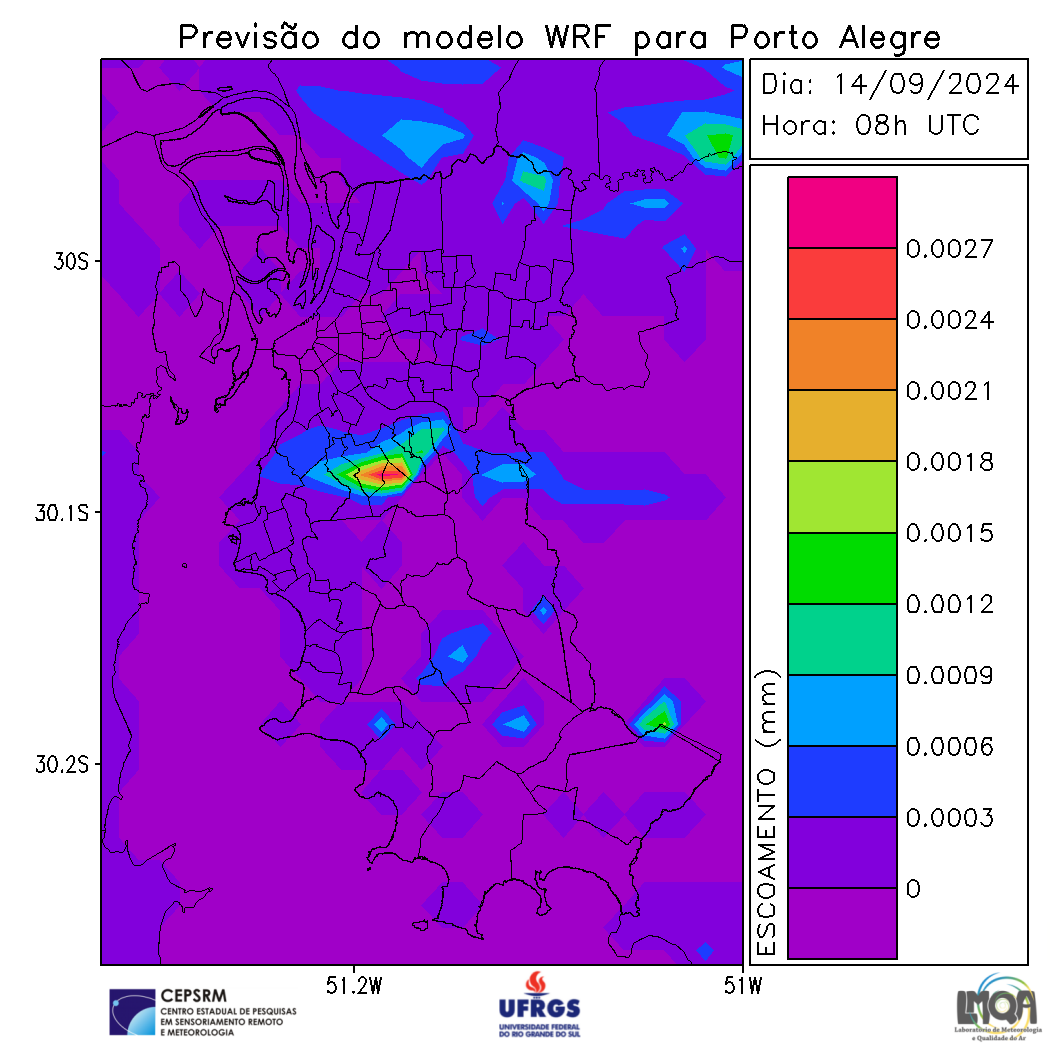 Previsão do modelo WRF para Porto Alegre
Dia: 14/09/2024
Hora: 08h UTC
30S
30.1S
30.2S
51.2W
51W
0.0027
0.0024
0.0021
0.0018
0.0015
0.0012
0.0009
0.0006
0.0003
0
ESCOAMENTO (mm)
CEPSRM
CENTRO ESTADUAL DE PESQUISAS
EM SENSORIAMENTO REMOTO
E METEOROLOGIA
UFRGS
UNIVERSIDADE FEDERAL
DO RIO GRANDE DO SUL
LMQA
Laboratório de Meteorologia
e Qualidade do Ar